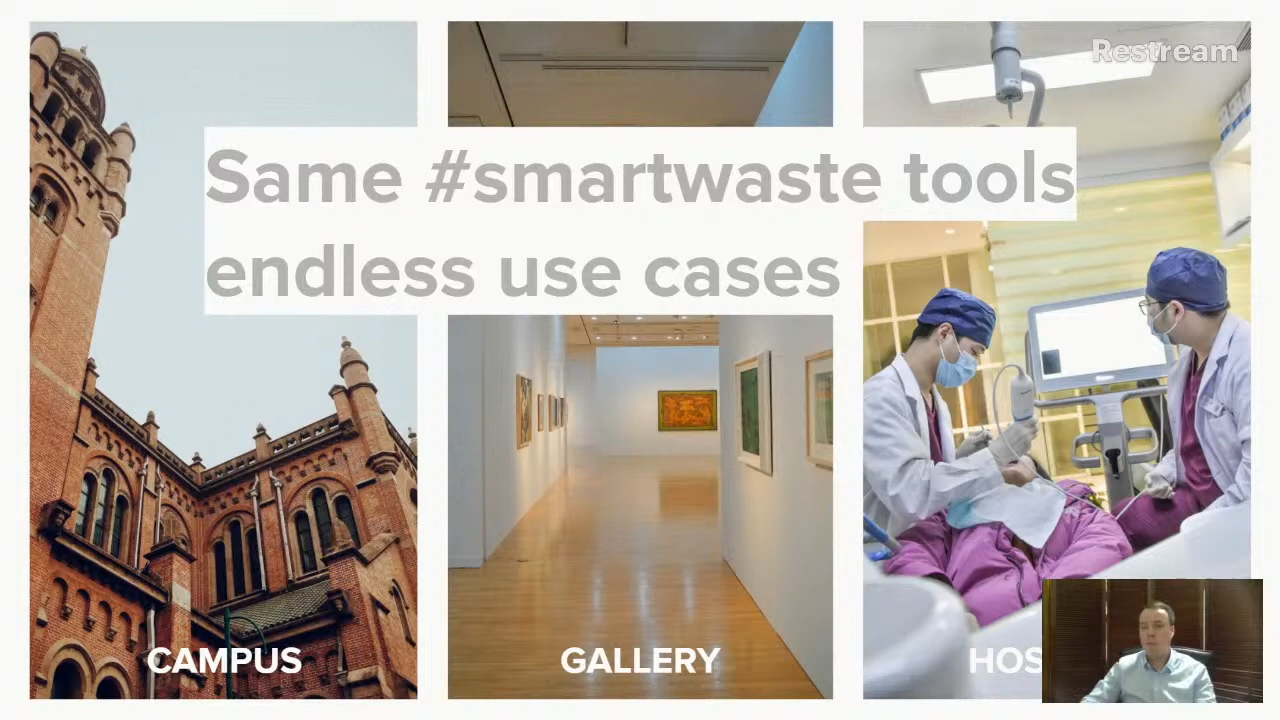 Restream
Same #smartwaste tools
endless use cases
CAMPUS
GALLERY
HOS